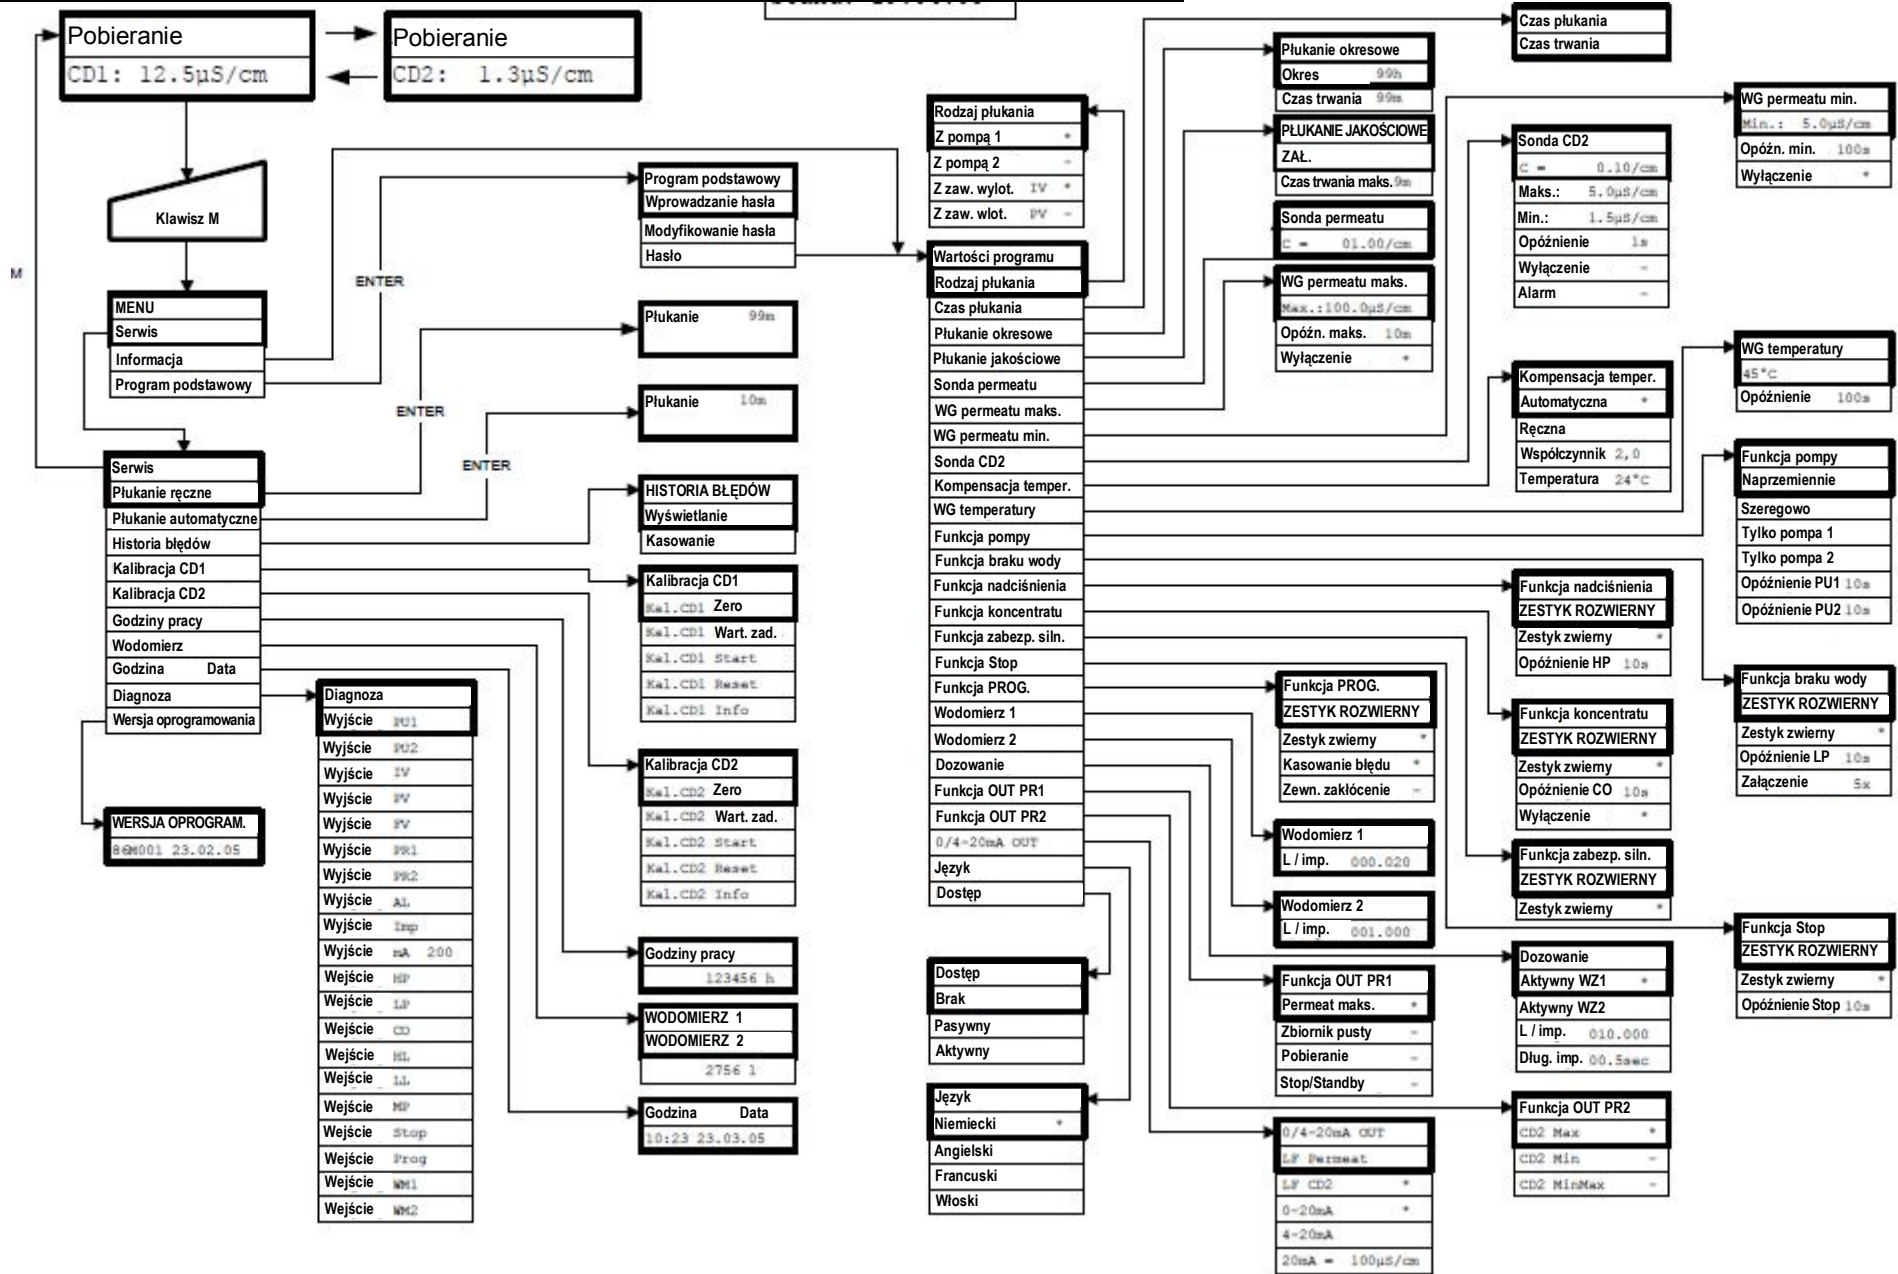 Pobieranie
CD1: 12.5µS/cm
Pobieranie
CD2: 1.3µS/cm
Klawisz M
M
MENU
Serwis
Informacja
Program podstawowy
ENTER
ENTER
ENTER
Serwis
Płukanie ręczne
Płukanie automatyczne
Historia błędów
Kalibracja CD1
Kalibracja CD2
Godziny pracy
Wodomierz
Godzina Data
Diagnoza
Wersja oprogramowania
WERSJA OPROGRAM.
86M001 23.02.05
Diagnoza
Wyjście PU1
Wyjście PU2
Wyjście IV
Wyjście PV
Wyjście FV
Wyjście PR1
Wyjście PR2
Wyjście AL
Wyjście Imp
Wyjście mA 200
Wejście HP
Wejście LP
Wejście CO
Wejście HL
Wejście LL
Wejście MP
Wejście Stop
Wejście Prog
Wejście WM1
Wejście WM2
Program podstawowy
Wprowadzanie hasła
Modyfikowanie hasła
Hasło
Płukanie 99m
Płukanie 10m
HISTORIA BŁĘDÓW
Wyświetlanie
Kasowanie
Kalibracja CD1
Kal.CD1 Zero
Kal.CD1 Wart. zad.
Kal.CD1 Start
Kal.CD1 Reset
Kal.CD1 Info
Kalibracja CD2
Kal.CD2 Zero
Kal.CD2 Wart. zad.
Kal.CD2 Start
Kal.CD2 Reset
Kal.CD2 Info
Godziny pracy
123456 h
WODOMIERZ 1
WODOMIERZ 2
2756 l
Godzina Data
10:23 23.03.05
Rodzaj płukania
Z pompą 1 *
Z pompą 2 -
Z zaw. wylot. IV *
Z zaw. wlot. PV -
Wartości programu
Rodzaj płukania
Czas płukania
Płukanie okresowe
Płukanie jakościowe
Sonda permeatu
WG permeatu maks.
WG permeatu min.
Sonda CD2
Kompensacja temper.
WG temperatury
Funkcja pompy
Funkcja braku wody
Funkcja nadciśnienia
Funkcja koncentratu
Funkcja zabezp. siln.
Funkcja Stop
Funkcja PROG.
Wodomierz 1
Wodomierz 2
Dozowanie
Funkcja OUT PR1
Funkcja OUT PR2
0/4-20mA OUT
Język
Dostęp
Dostęp
Brak
Pasywny
Aktywny
Język
Niemiecki *
Angielski
Francuski
Włoski
Płukanie okresowe
Okres 99h
Czas trwania 99m
PŁUKANIE JAKOŚCIOWE
ZAŁ.
Czas trwania maks. 9m
Sonda permeatu
C = 01.00/cm
WG permeatu maks.
Max.:100.0µS/cm
Opóźn. maks. 10m
Wyłączenie *
Funkcja PROG.
ZESTYK ROZWIERNY
Zestyk zwierny *
Kasowanie błędu *
Zewn. zakłócenie -
Wodomierz 1
L / imp. 000.020
Wodomierz 2
L / imp. 001.000
Funkcja OUT PR1
Permeat maks. *
Zbiornik pusty -
Pobieranie -
Stop/Standby -
0/4-20mA OUT
LF Permeat
LF CD2 *
0-20mA *
4-20mA
20mA = 100µS/cm
Czas płukania
Czas trwania
Sonda CD2
C = 0.10/cm
Maks.: 5.0µS/cm
Min.: 1.5µS/cm
Opóźnienie 1s
Wyłączenie -
Alarm -
Kompensacja temper.
Automatyczna *
Ręczna
Współczynnik 2,0
Temperatura 24°C
Funkcja nadciśnienia
ZESTYK ROZWIERNY
Zestyk zwierny *
Opóźnienie HP 10s
Funkcja koncentratu
ZESTYK ROZWIERNY
Zestyk zwierny *
Opóźnienie CO 10s
Wyłączenie *
Funkcja zabezp. siln.
ZESTYK ROZWIERNY
Zestyk zwierny *
Dozowanie
Aktywny WZ1 *
Aktywny WZ2
L / imp. 010.000
Dług. imp. 00.5sec
Funkcja OUT PR2
CD2 Max *
CD2 Min -
CD2 MinMax -
WG permeatu min.
Min.: 5.0µS/cm
Opóźn. min. 100s
Wyłączenie *
WG temperatury
45°C
Opóźnienie 100s
Funkcja pompy
Naprzemiennie
Szeregowo
Tylko pompa 1
Tylko pompa 2
Opóźnienie PU1 10s
Opóźnienie PU2 10s
Funkcja braku wody
ZESTYK ROZWIERNY
Zestyk zwierny *
Opóźnienie LP 10s
Załączenie 5x
Funkcja Stop
ZESTYK ROZWIERNY
Zestyk zwierny *
Opóźnienie Stop 10s